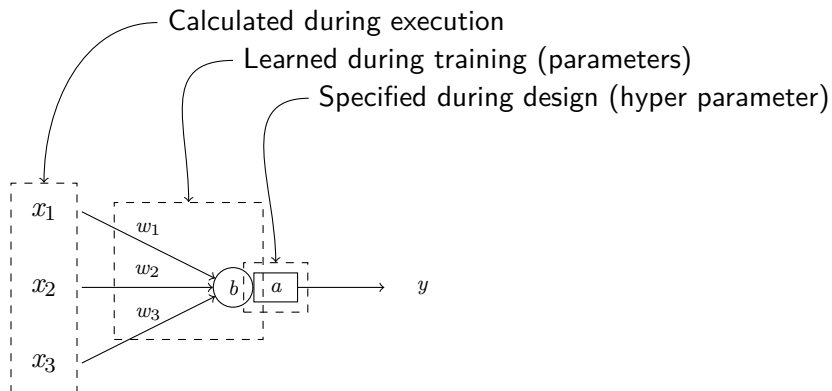 Calculated during execution
Learned during training (parameters)
Specified during design (hyper parameter)
x₁
w₁
w₂
x₂
b
a
y
w₃
x₃